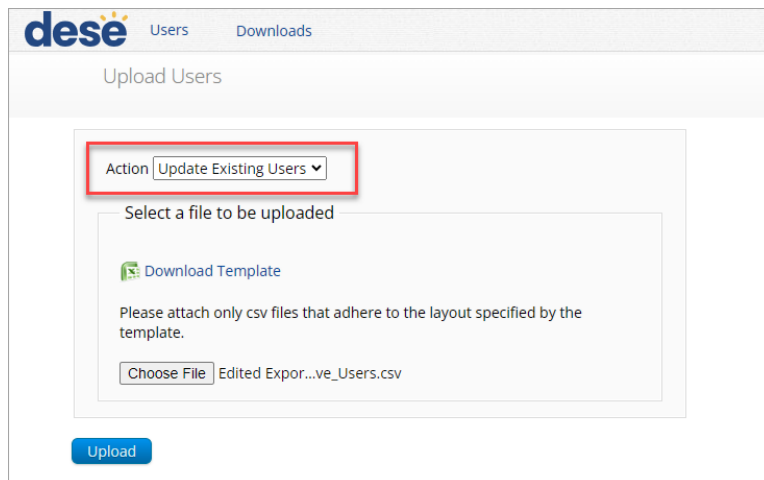 dese Users Downloads
Upload Users
Action Update Existing Users
Select a file to be uploaded
Download Template
Please attach only csv files that adhere to the layout specified by the
template.
Choose File Edited Expor...ve_Users.csv
Upload